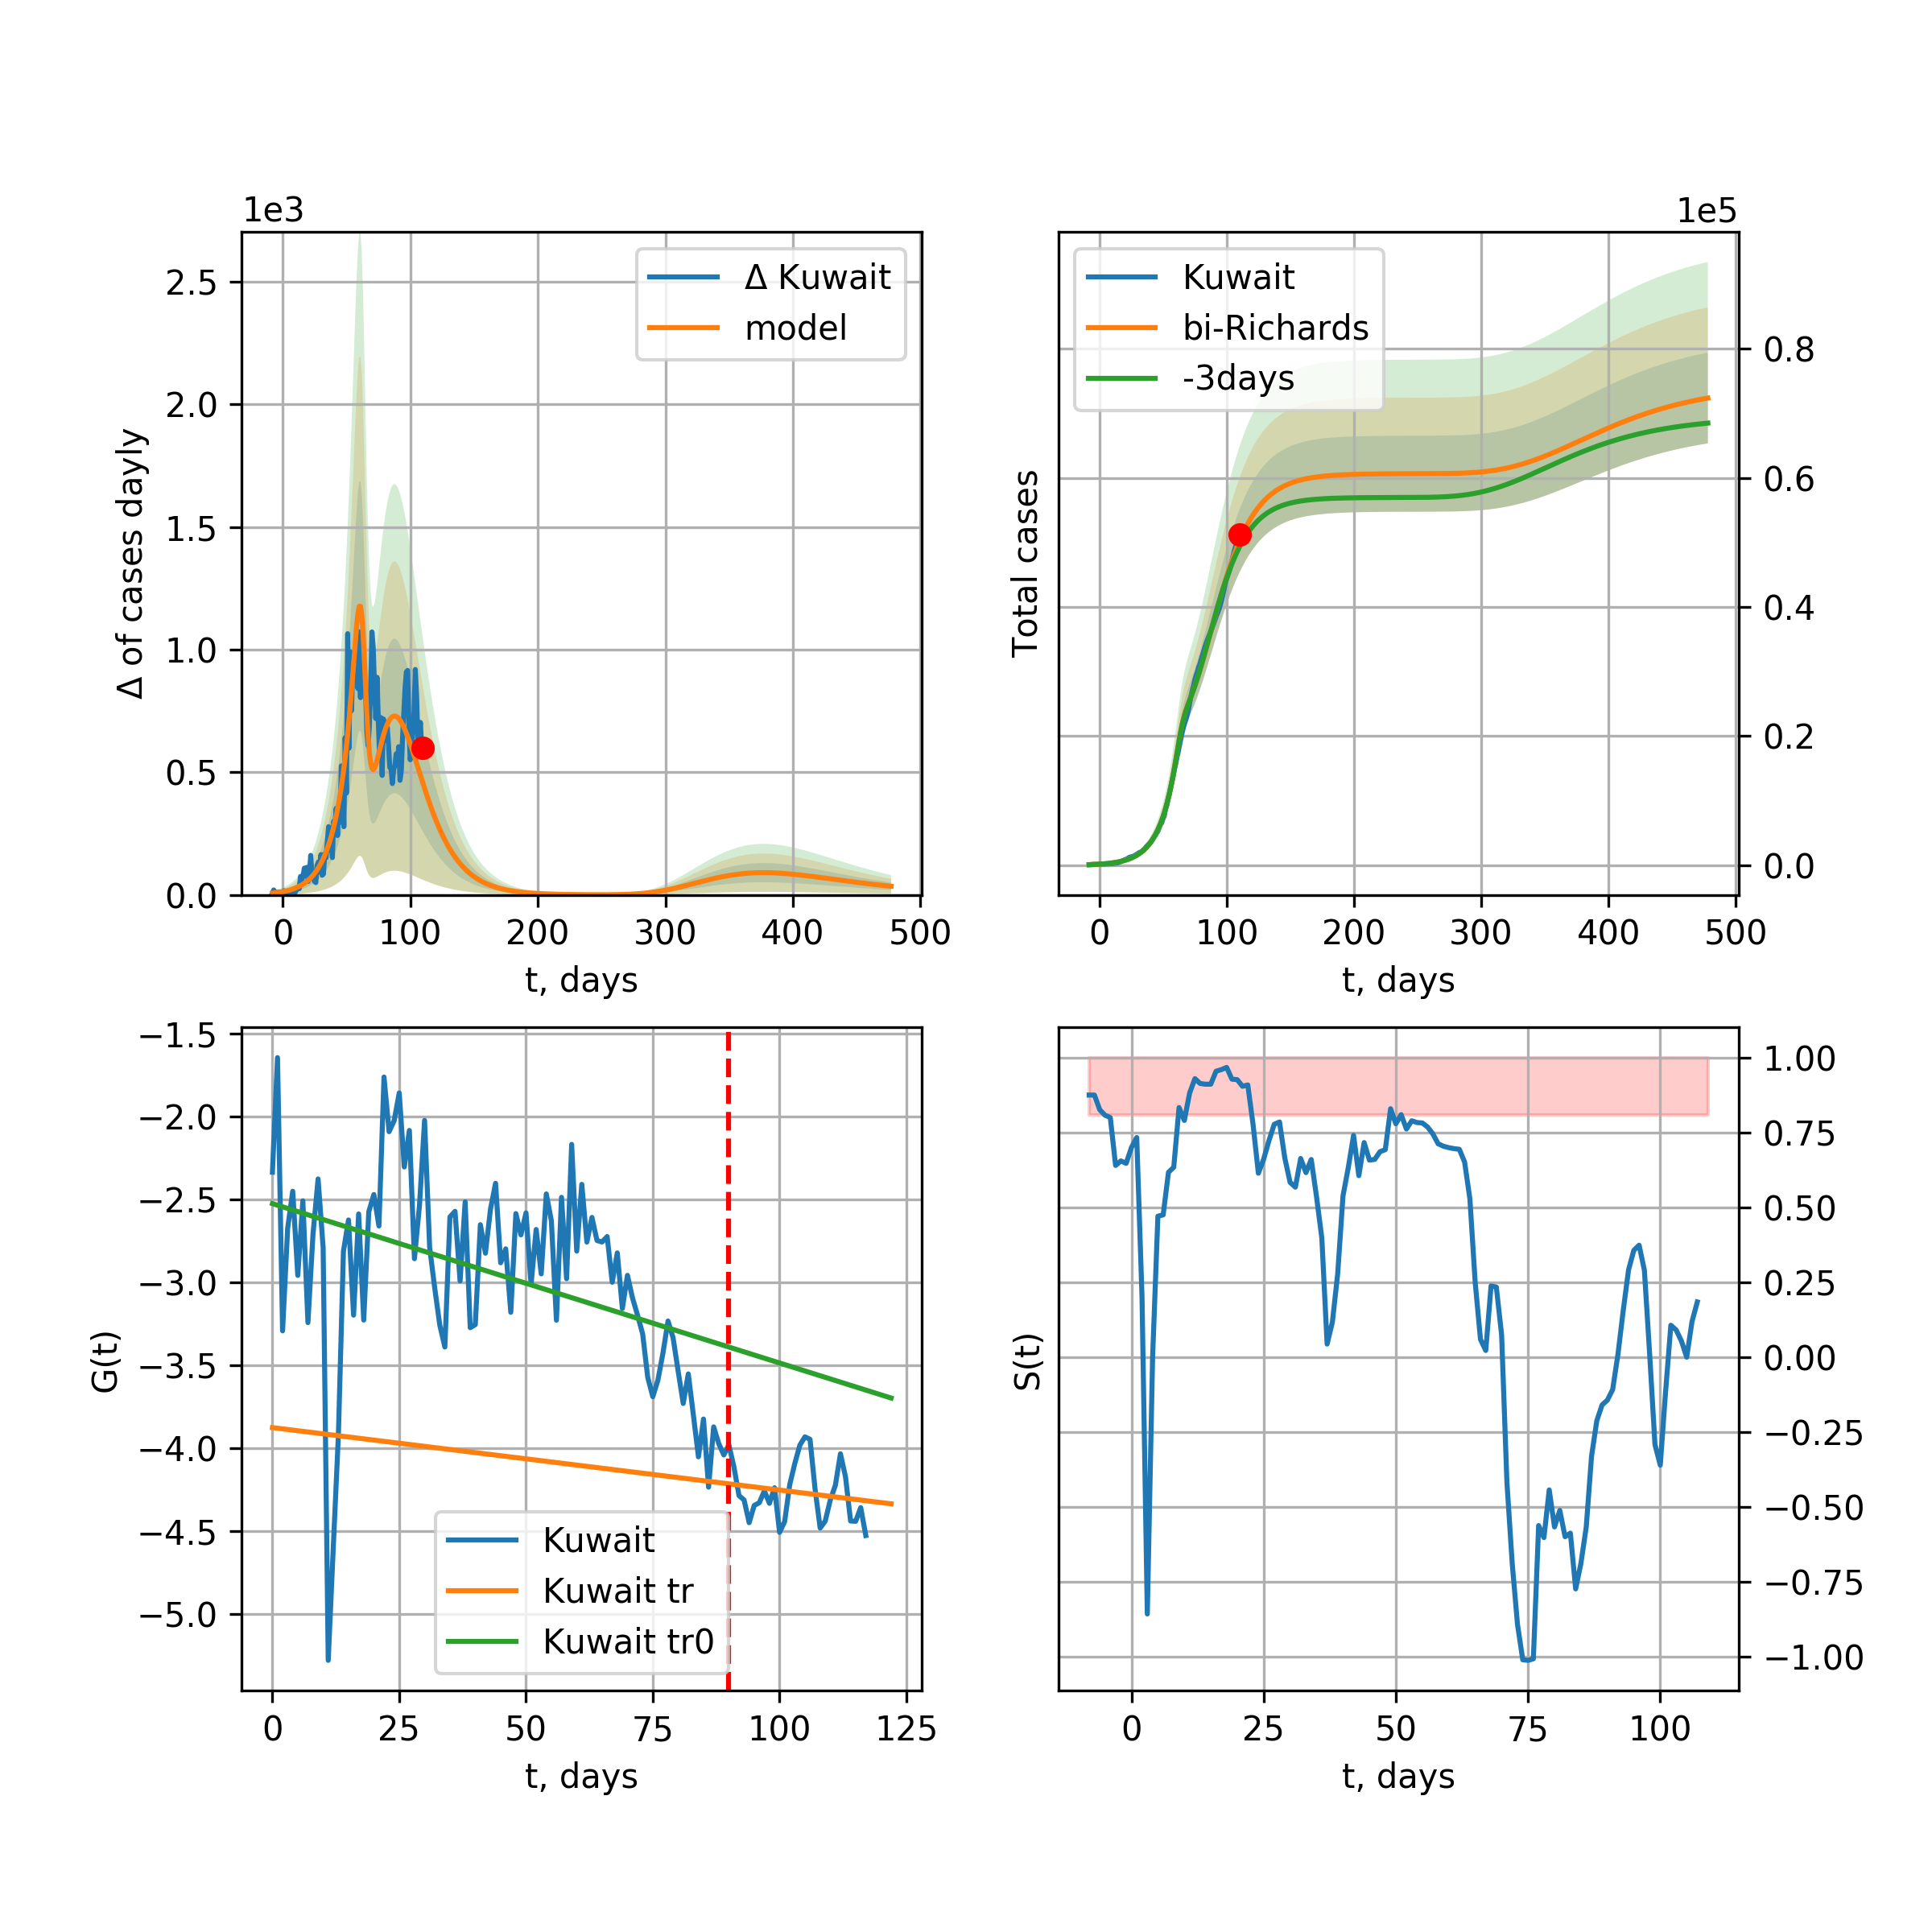 1e3
Δ of cases dayly
2.5
2.0
1.5
1.0
0.5
0.0
Δ Kuwait
model
0 100 200 300 400 500
t, days
1e5
Total cases
Kuwait
bi-Richards
-3days
0.8
0.6
0.4
0.2
0.0
0 100 200 300 400 500
t, days
G(t)
−1.5
−2.0
−2.5
−3.0
−3.5
−4.0
−4.5
−5.0
Kuwait
Kuwait tr
Kuwait tr0
0 25 50 75 100 125
t, days
S(t)
1.00
0.75
0.50
0.25
0.00
−0.25
−0.50
−0.75
−1.00
0 25 50 75 100
t, days